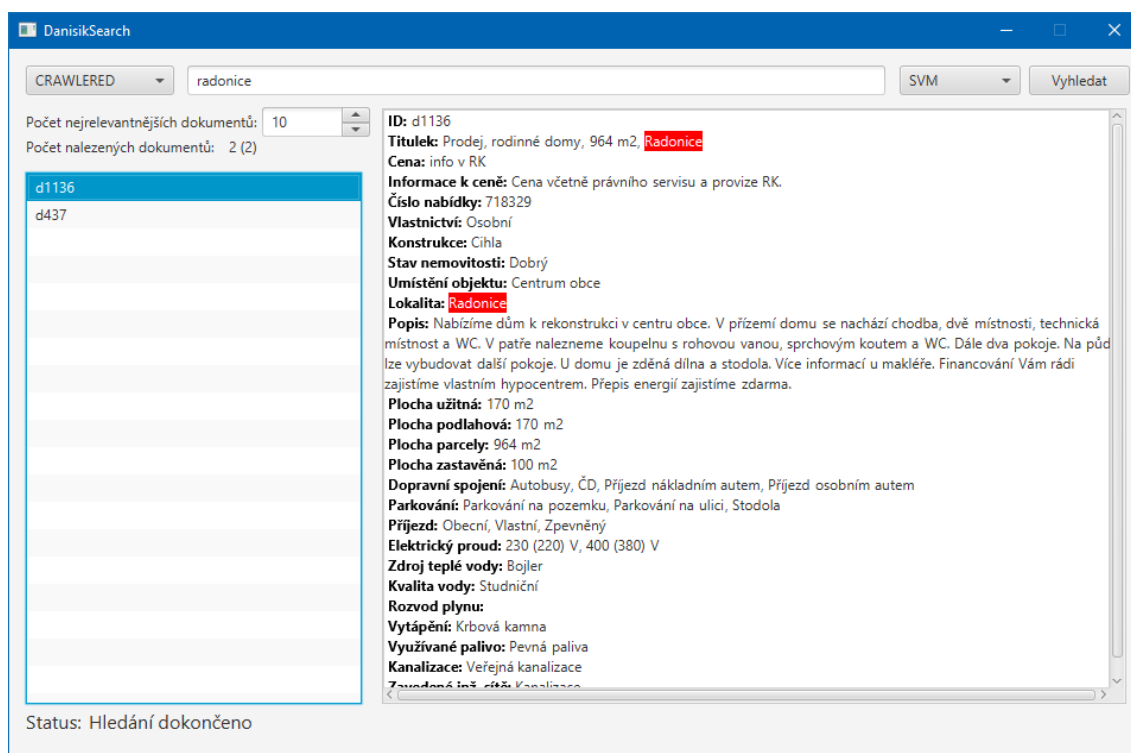 DanisikSearch
CRAWLERED radonice SVM Vyhledat
Počet nejrelevantnějších dokumentů: 10
Počet nalezených dokumentů: 2 (2)
d1136
d437
ID: d1136
Titulek: Prodej, rodinné domy, 964 m2, Radonice
Cena: info v RK
Informace k ceně: Cena včetně právního servisu a provize RK.
Číslo nabídky: 718329
Vlastnictví: Osobní
Konstrukce: Cihla
Stav nemovitosti: Dobrý
Umístění objektu: Centrum obce
Lokalita: Radonice
Popis: Nabízíme dům k rekonstrukci v centru obce. V přízemí domu se nachází chodba, dvě místnosti, technická
místnost a WC. V patře nalezneme koupelnu s rohovou vanou, sprchovým koutem a WC. Dále dva pokoje. Na půd
lze vybudovat další pokoje. U domu je zděná dílna a stodola. Více informací u makléře. Financování Vám rádi
zajistíme vlastním hypocentrem. Přepis energií zajistíme zdarma.
Plocha užitná: 170 m2
Plocha podlahová: 170 m2
Plocha parcely: 964 m2
Plocha zastavěná: 100 m2
Dopravní spojení: Autobusy, ČD, Příjezd nákladním autem, Příjezd osobním autem
Parkování: Parkování na pozemku, Parkování na ulici, Stodola
Příjezd: Obecní, Vlastní, Zpevněný
Elektrický proud: 230 (220) V, 400 (380) V
Zdroj teplé vody: Bojler
Kvalita vody: Studniční
Rozvod plynu:
Vytápění: Krbová kamna
Využívané palivo: Pevná paliva
Kanalizace: Veřejná kanalizace
Zavedené inž. sítě: Kanalizace
Status: Hledání dokončeno